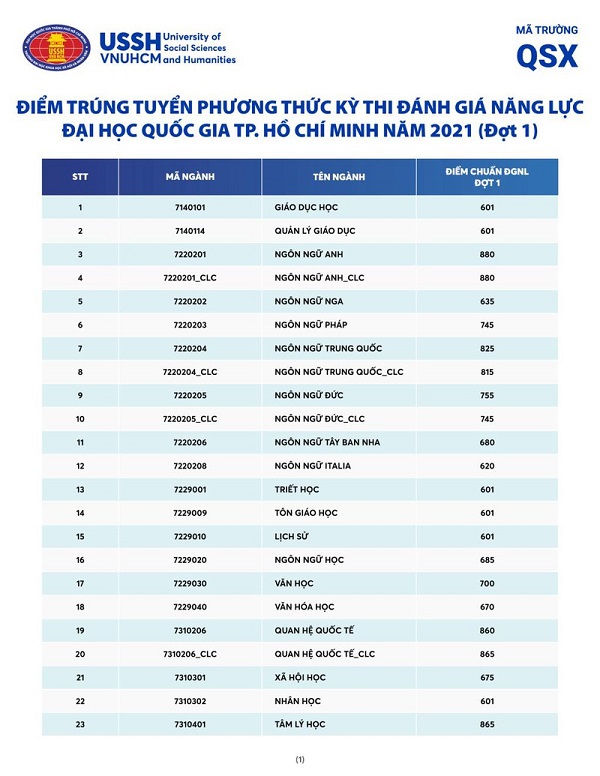 USSH
VNUHCM
University of
Social Sciences
and Humanities
MÃ TRƯỜNG
QSX
ĐIỂM TRÚNG TUYỂN PHƯƠNG THỨC KỲ THI ĐÁNH GIÁ NĂNG LỰC
ĐẠI HỌC QUỐC GIA TP. HỒ CHÍ MINH NĂM 2021 (Đợt 1)
STT MÃ NGÀNH TÊN NGÀNH ĐIỂM CHUẨN ĐGNL ĐỢT 1
1 7140101 GIÁO DỤC HỌC 601
2 7140114 QUẢN LÝ GIÁO DỤC 601
3 7220201 NGÔN NGỮ ANH 880
4 7220201_CLC NGÔN NGỮ ANH_CLC 880
5 7220202 NGÔN NGỮ NGA 635
6 7220203 NGÔN NGỮ PHÁP 745
7 7220204 NGÔN NGỮ TRUNG QUỐC 825
8 7220204_CLC NGÔN NGỮ TRUNG QUỐC_CLC 815
9 7220205 NGÔN NGỮ ĐỨC 755
10 7220205_CLC NGÔN NGỮ ĐỨC_CLC 745
11 7220206 NGÔN NGỮ TÂY BAN NHA 680
12 7220208 NGÔN NGỮ ITALIA 620
13 7229001 TRIẾT HỌC 601
14 7229009 TÔN GIÁO HỌC 601
15 7229010 LỊCH SỬ 601
16 7229020 NGÔN NGỮ HỌC 685
17 7229030 VĂN HỌC 700
18 7229040 VĂN HÓA HỌC 670
19 7310206 QUAN HỆ QUỐC TẾ 860
20 7310206_CLC QUAN HỆ QUỐC TẾ_CLC 865
21 7310301 XÃ HỘI HỌC 675
22 7310302 NHÂN HỌC 601
23 7310401 TÂM LÝ HỌC 865
(1)